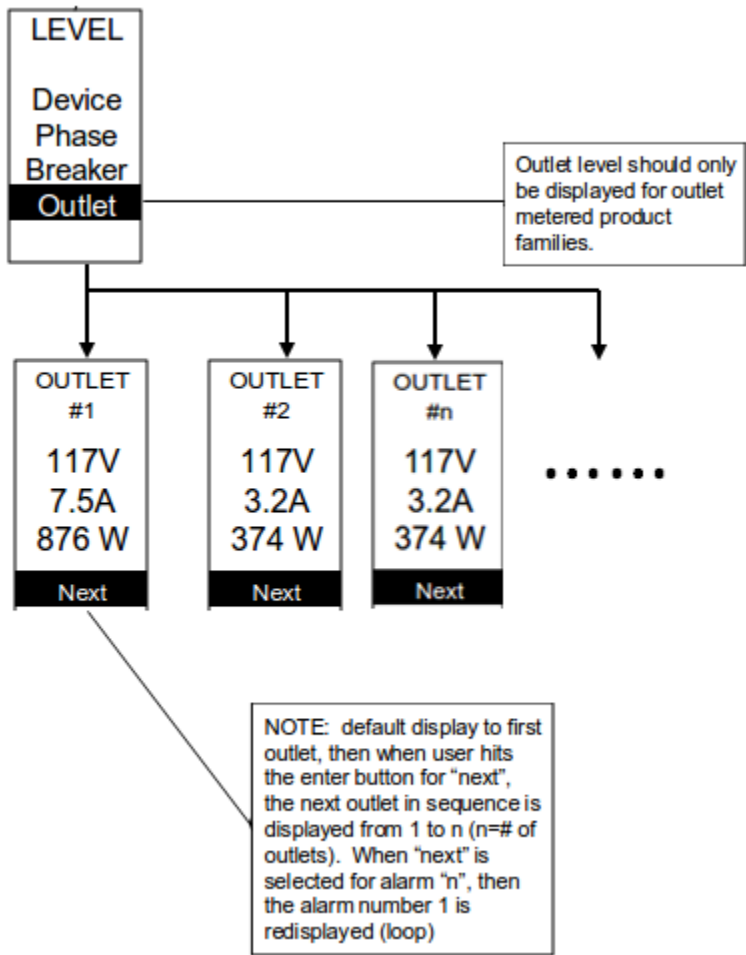 LEVEL
Device
Phase
Breaker
Outlet
Outlet level should only
be displayed for outlet
metered product
families.
OUTLET
#1
117V
7.5A
876 W
Next
OUTLET
#2
117V
3.2A
374 W
Next
OUTLET
#n
117V
3.2A
374 W
Next
NOTE: default display to first
outlet, then when user hits
the enter button for “next”,
the next outlet in sequence is
displayed from 1 to n (n=# of
outlets). When “next” is
selected for alarm “n”, then
the alarm number 1 is
redisplayed (loop)